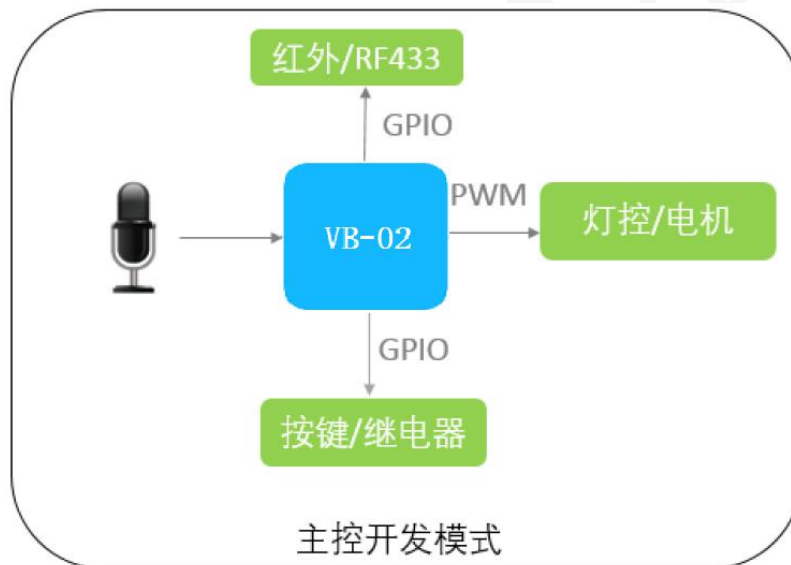 红外/RF433
GPIO
PWM
VB-02
灯控/电机
GPIO
按键/继电器
主控开发模式